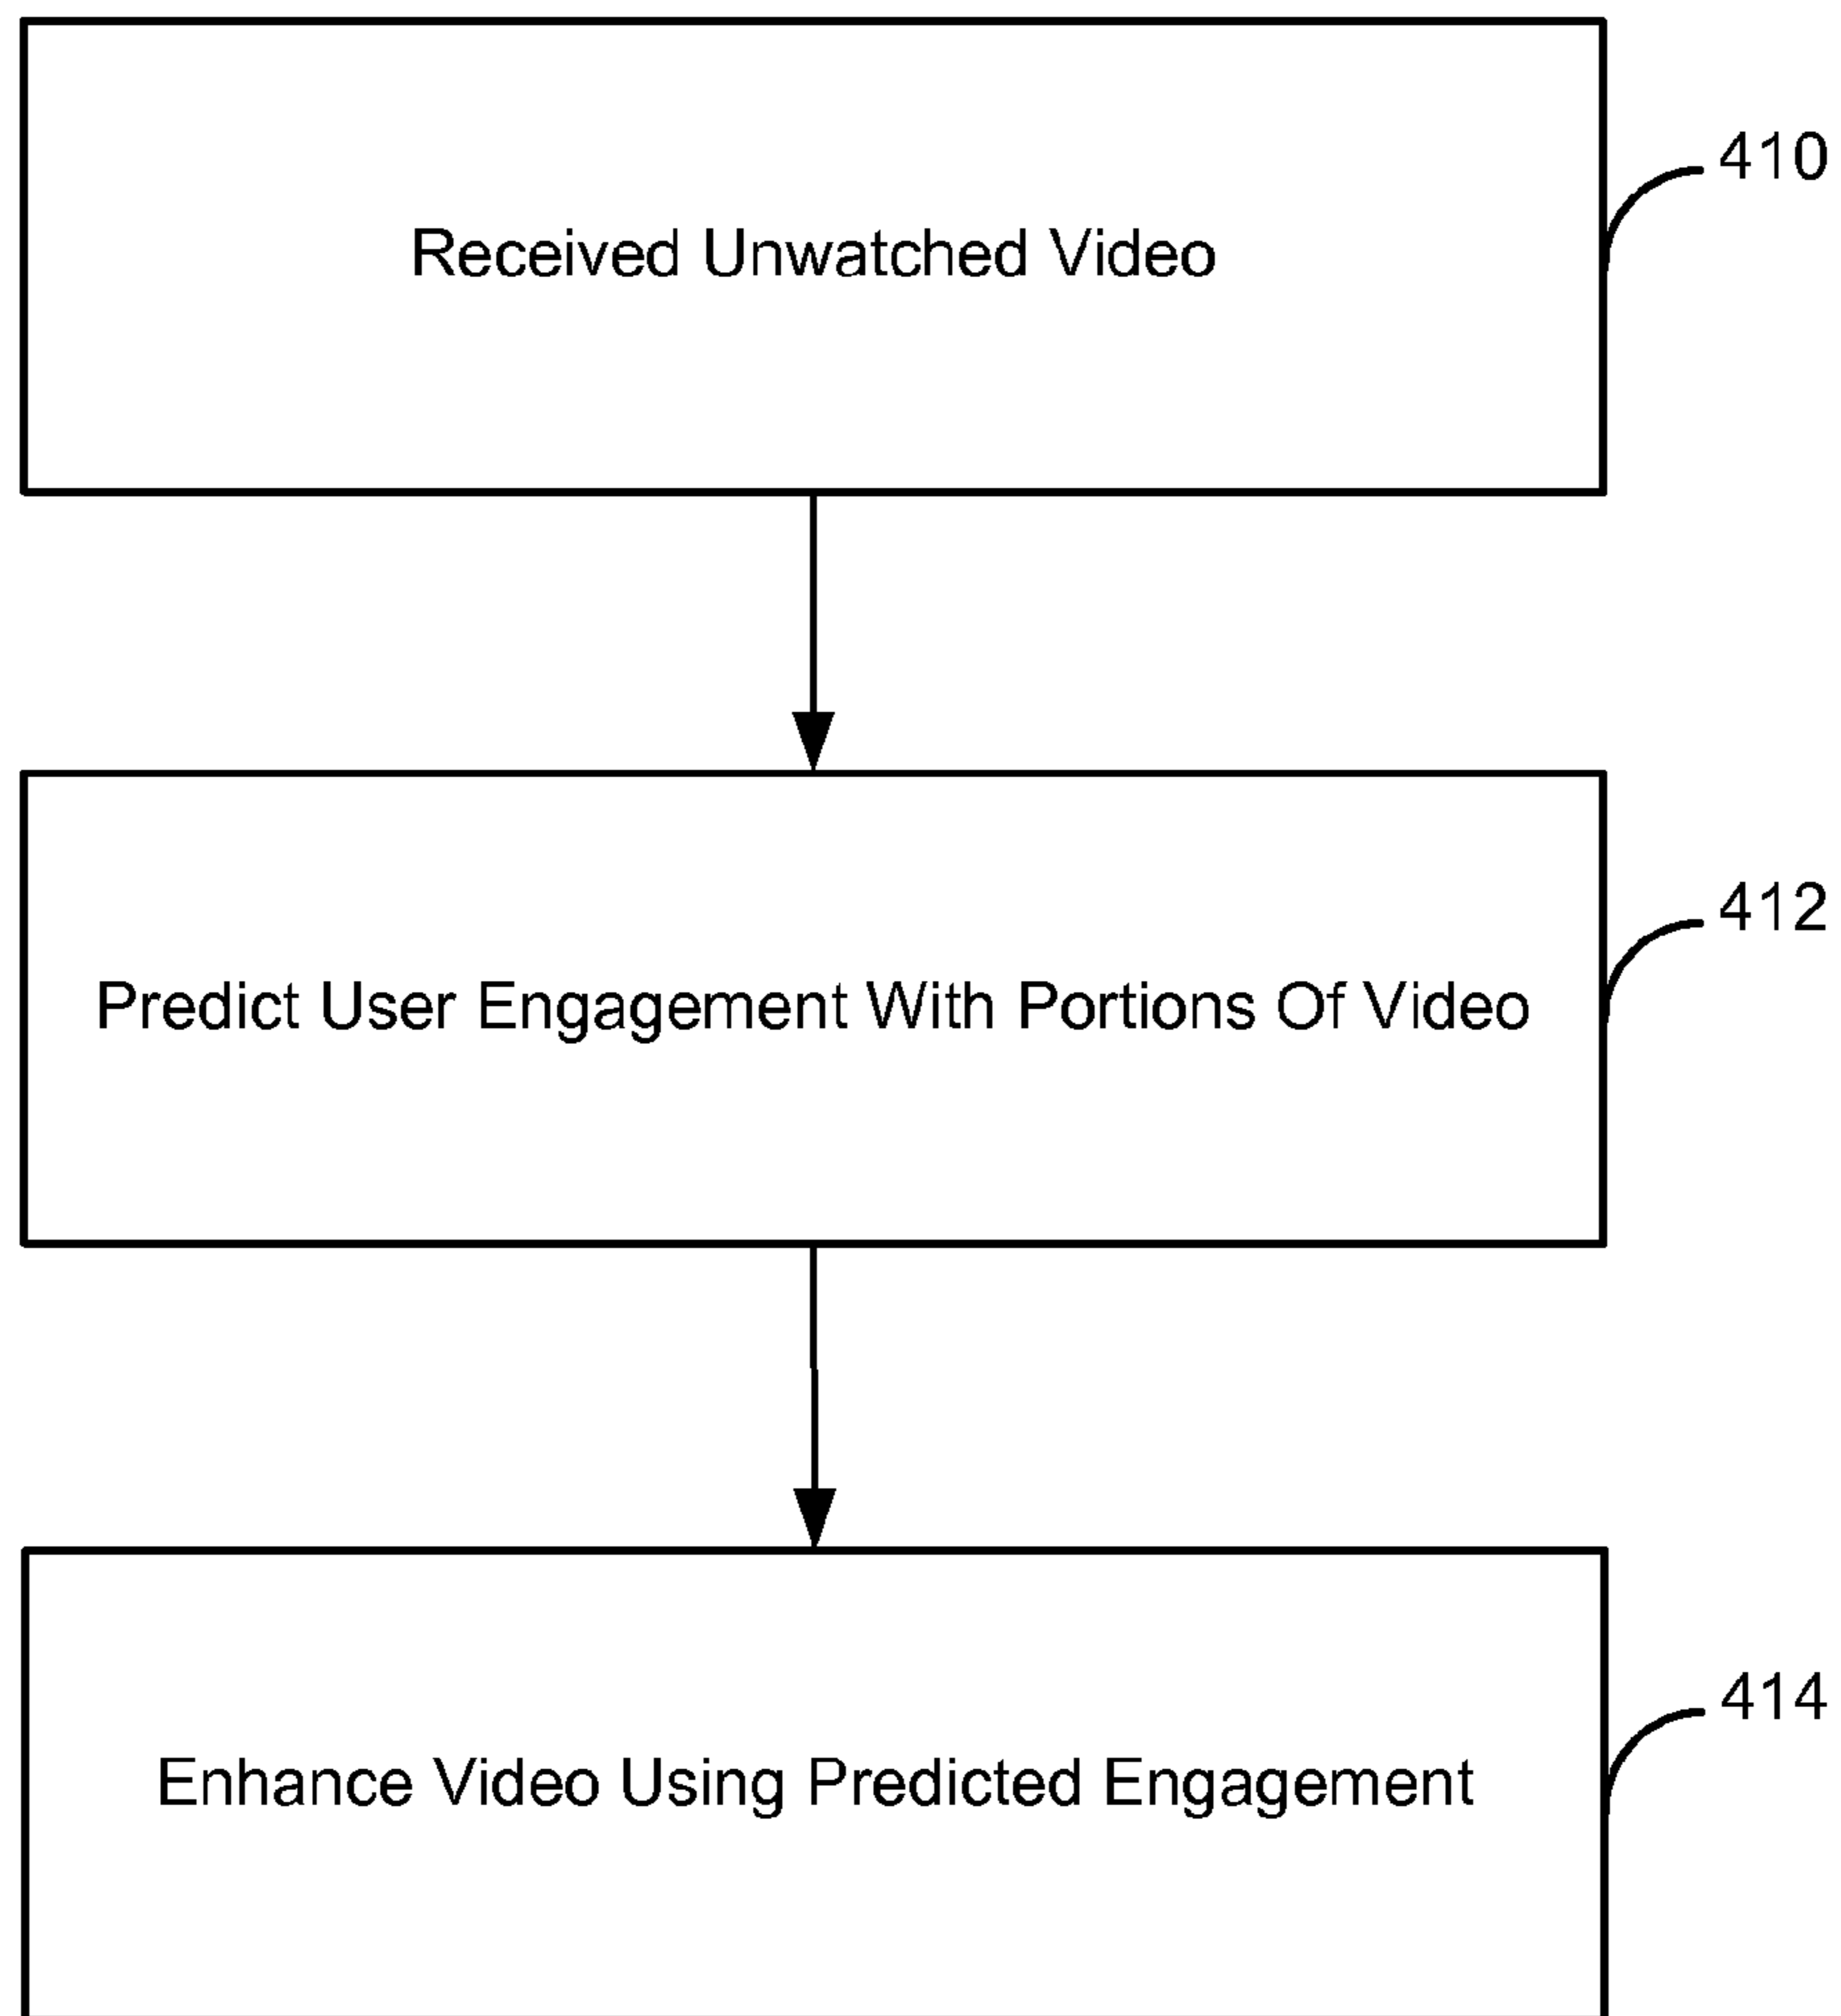 410
Received Unwatched Video
412
Predict User Engagement With Portions Of Video
414
Enhance Video Using Predicted Engagement